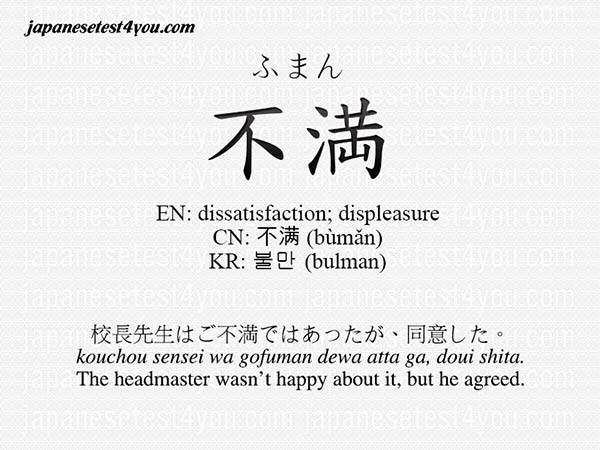 japanesetest4you.com
ふまん
不満
EN: dissatisfaction; displeasure
CN: 不满 (bùmǎn)
KR: 불만 (bulman)
校長先生はご不満ではあったが、同意した。
kouchou sensei wa gofuman dewa atta ga, doui shita.
The headmaster wasn't happy about it, but he agreed.